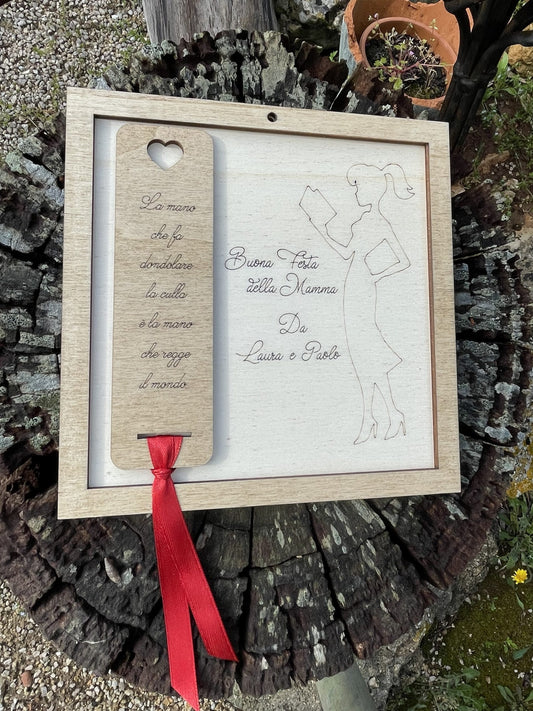 La mano
che fa
dondolare
la culla
è la mano
che regge
il mondo
Buona Festa
della Mamma
Da
Laura e Paolo